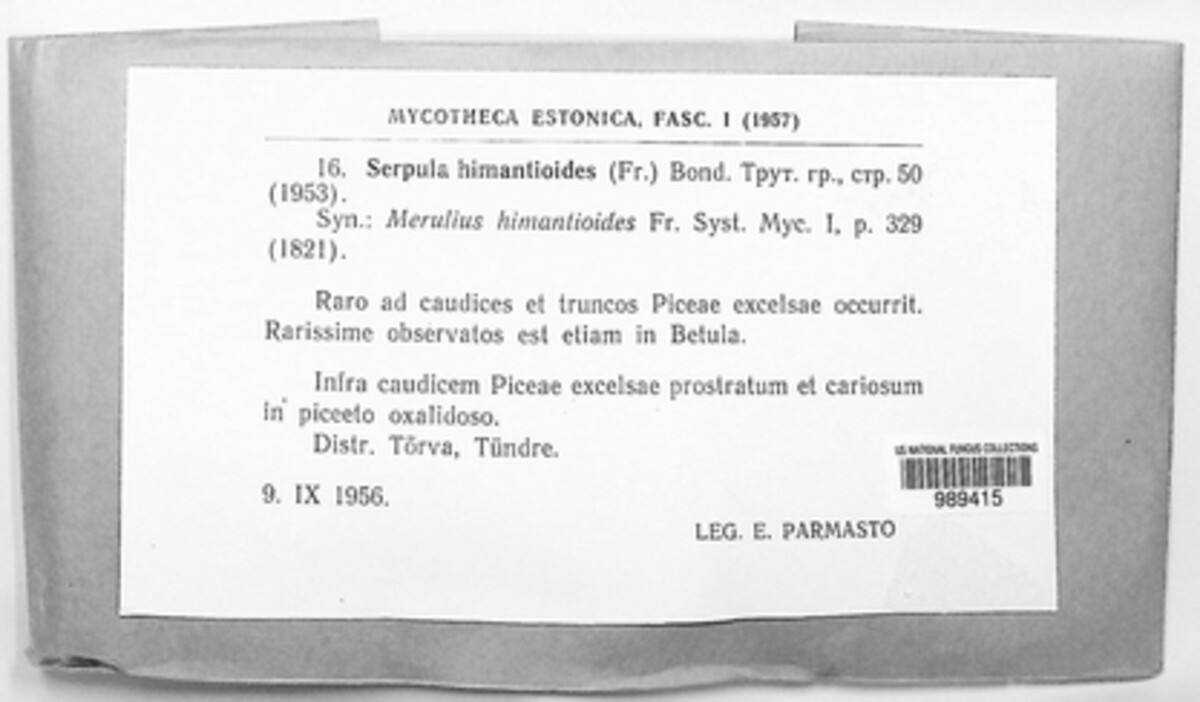 MYCOTHECA ESTONICA, FASC. I (1957)
16. Serpula himantioides (Fr.) Bond. Трут. гр., стр. 50
(1953).
Syn.: Merulius himantioides Fr. Syst. Myc. I, p. 329
(1821).
Raro ad caudices et truncos Piceae excelsae occurrit.
Rarissime observatos est etiam in Betula.
Infra caudicem Piceae excelsae prostratum et cariosum
in piceeto oxalidoso.
Distr. Tõrva, Tündre.
9. IX 1956.
US NATIONAL FUNGUS COLLECTIONS
989415
LEG. E. PARMASTO